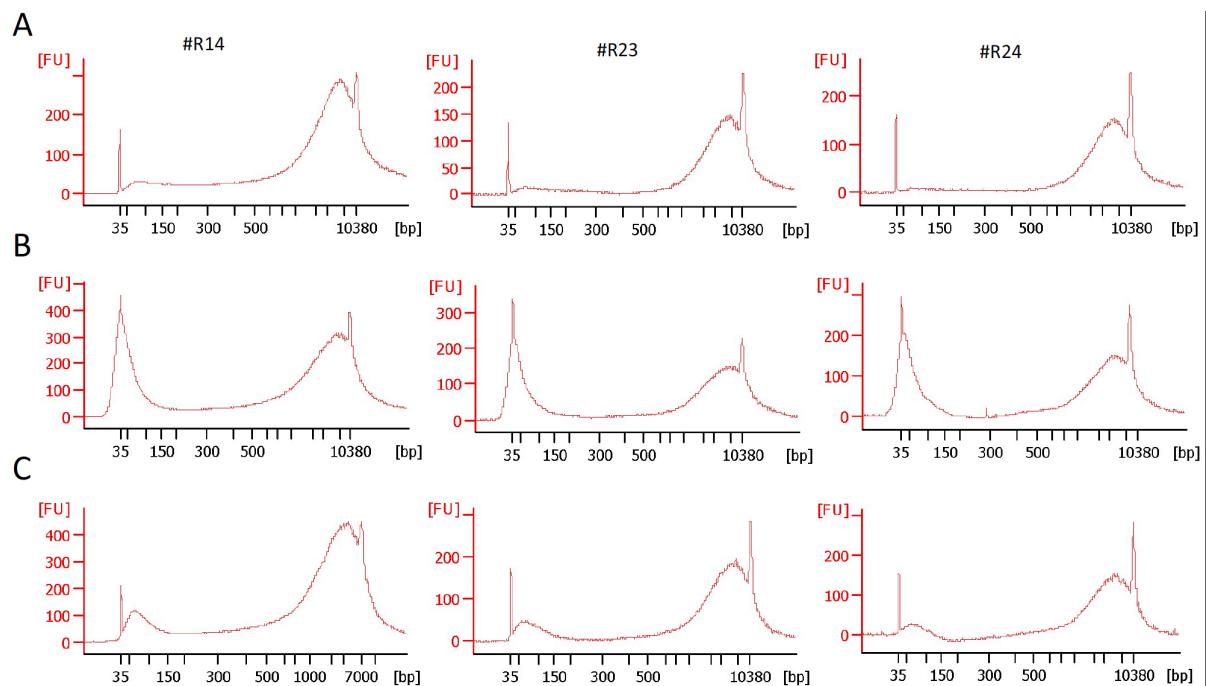 A
#R14 #R23 #R24
[FU] [FU] [FU]
200 100 0
200 150 100 50 0
200 100 0
35 150 300 500 10380 [bp]
35 150 300 500 10380 [bp]
35 150 300 500 10380 [bp]
B
[FU] [FU] [FU]
400 300 200 100 0
300 200 100 0
200 100 0
35 150 300 500 10380 [bp]
35 150 300 500 10380 [bp]
35 150 300 500 10380 [bp]
C
[FU] [FU] [FU]
400 300 200 100 0
200 100 0
200 100 0
35 150 300 500 1000 7000 [bp]
35 150 300 500 10380 [bp]
35 150 300 500 10380 [bp]